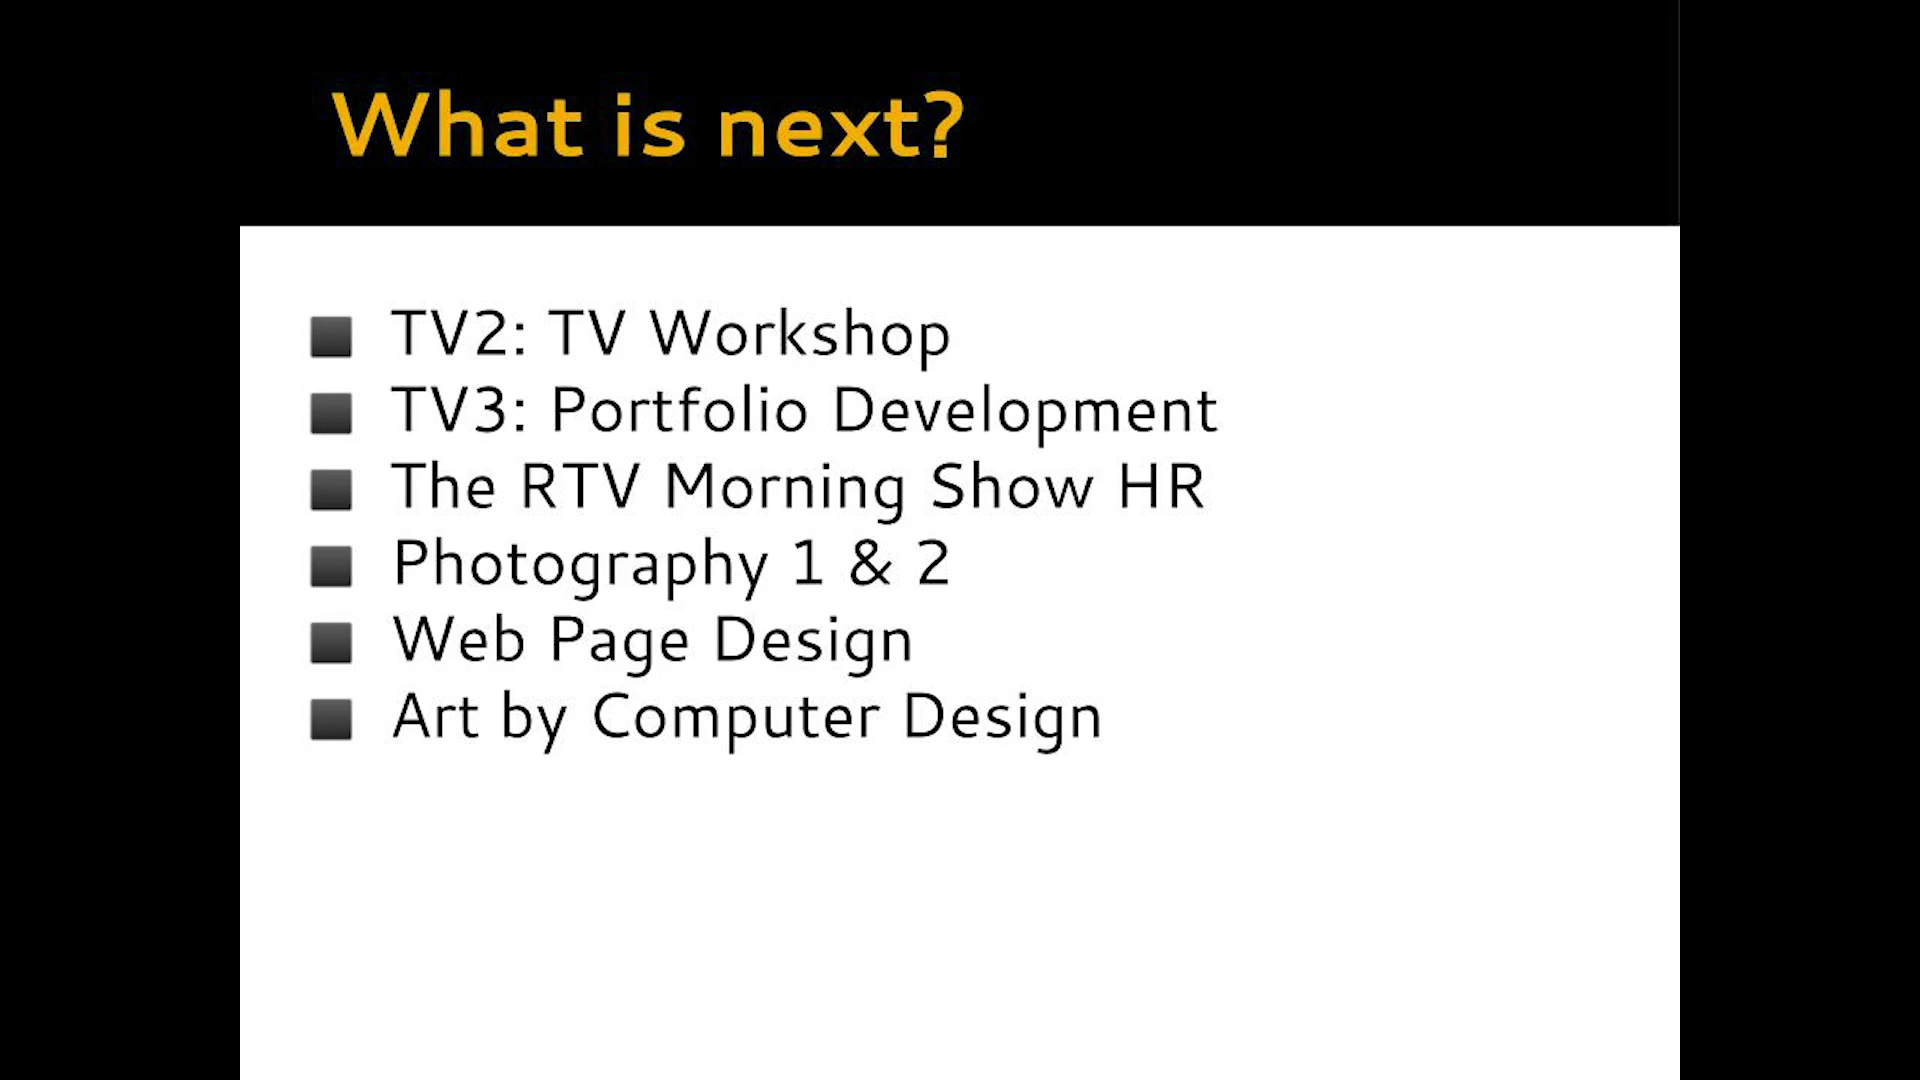 What is next?
TV2: TV Workshop
TV3: Portfolio Development
The RTV Morning Show HR
Photography 1 & 2
Web Page Design
Art by Computer Design